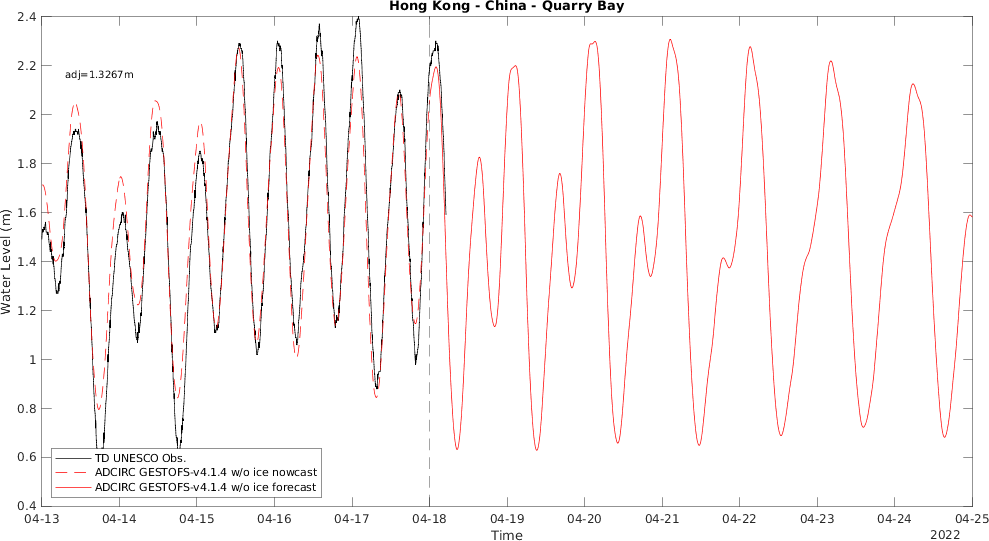 Hong Kong - China - Quarry Bay
adj=1.3267m
Water Level (m)
2.4
2.2
2
1.8
1.6
1.4
1.2
1
0.8
0.6
0.4
TD UNESCO Obs.
ADCIRC GESTOFS-v4.1.4 w/o ice nowcast
ADCIRC GESTOFS-v4.1.4 w/o ice forecast
04-13 04-14 04-15 04-16 04-17 04-18 04-19 04-20 04-21 04-22 04-23 04-24 04-25
Time
2022